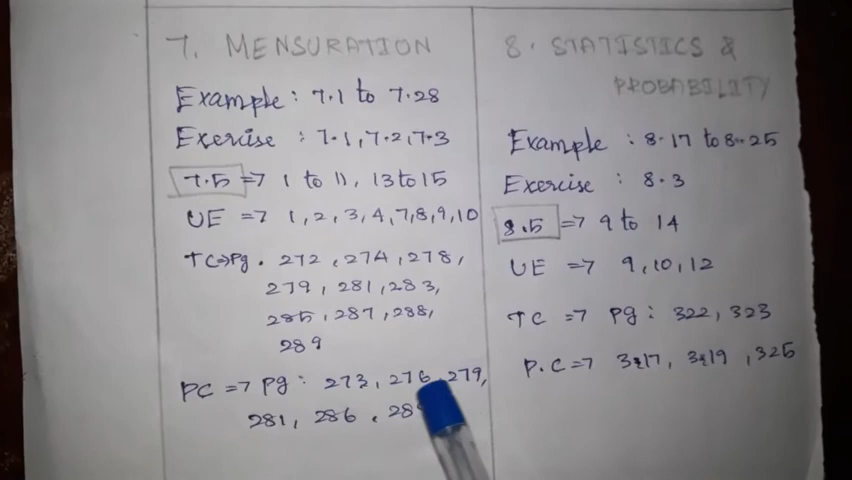 7. MENSURATION
Example : 7.1 to 7.28
Exercise : 7.1, 7.2, 7.3
7.5 => 1 to 11, 13 to 15
UE => 1, 2, 3, 4, 7, 8, 9, 10
TC => Pg. 272, 274, 278,
279, 281, 283,
285, 287, 288,
289
PC => Pg : 273, 276, 279,
281, 286,
8. STATISTICS &
PROBABILITY
Example : 8.17 to 8.25
Exercise : 8.3
8.5 => 9 to 14
UE => 9, 10, 12
TC => Pg : 322, 323
P.C => 317, 319, 325